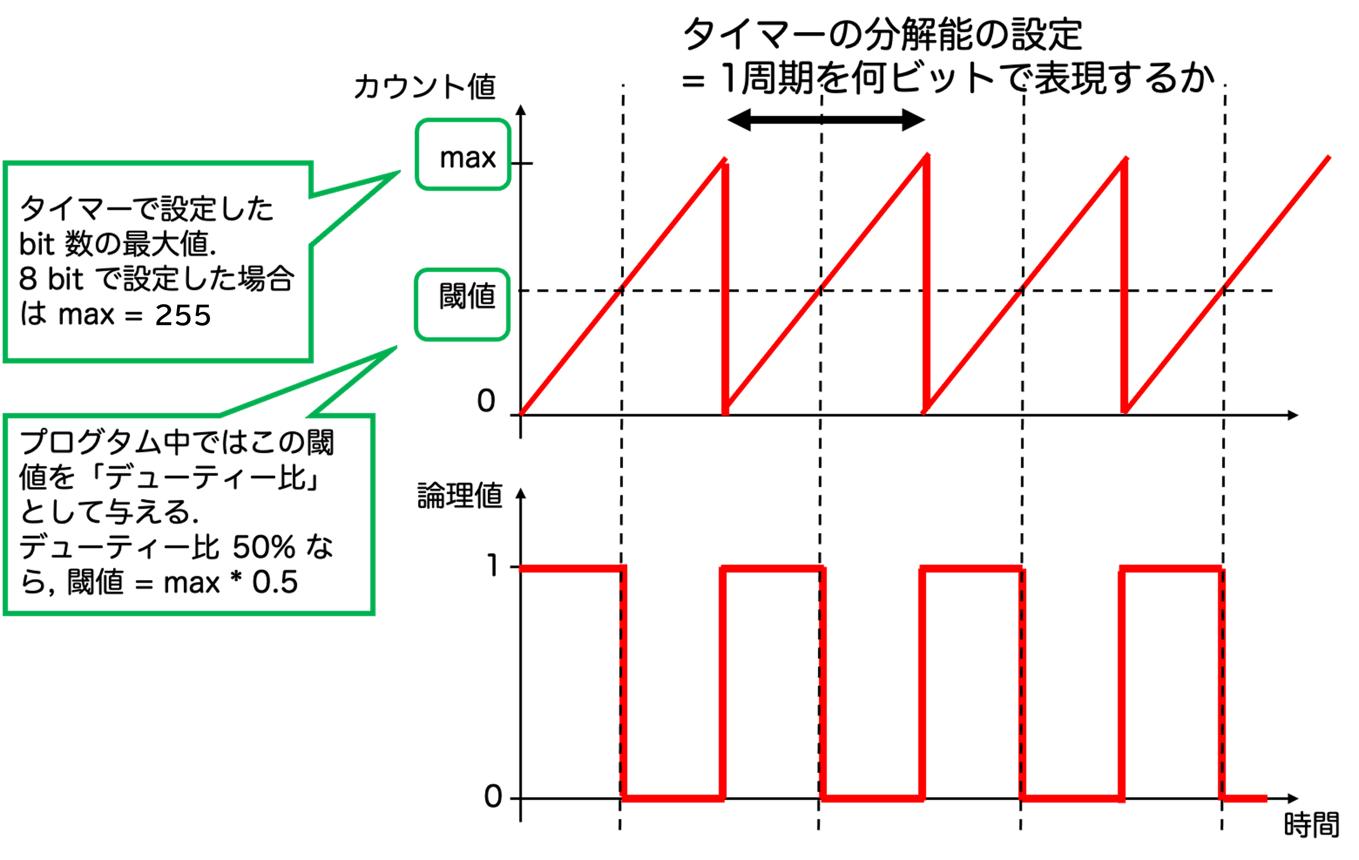 タイマーの分解能の設定
= 1周期を何ビットで表現するか
カウント値
max
タイマーで設定した
bit 数の最大値.
8 bit で設定した場合
は max = 255
閾値
0
プログタム中ではこの閾
値を「デューティー比」
として与える.
デューティー比 50% な
ら, 閾値 = max * 0.5
論理値
1
0
時間